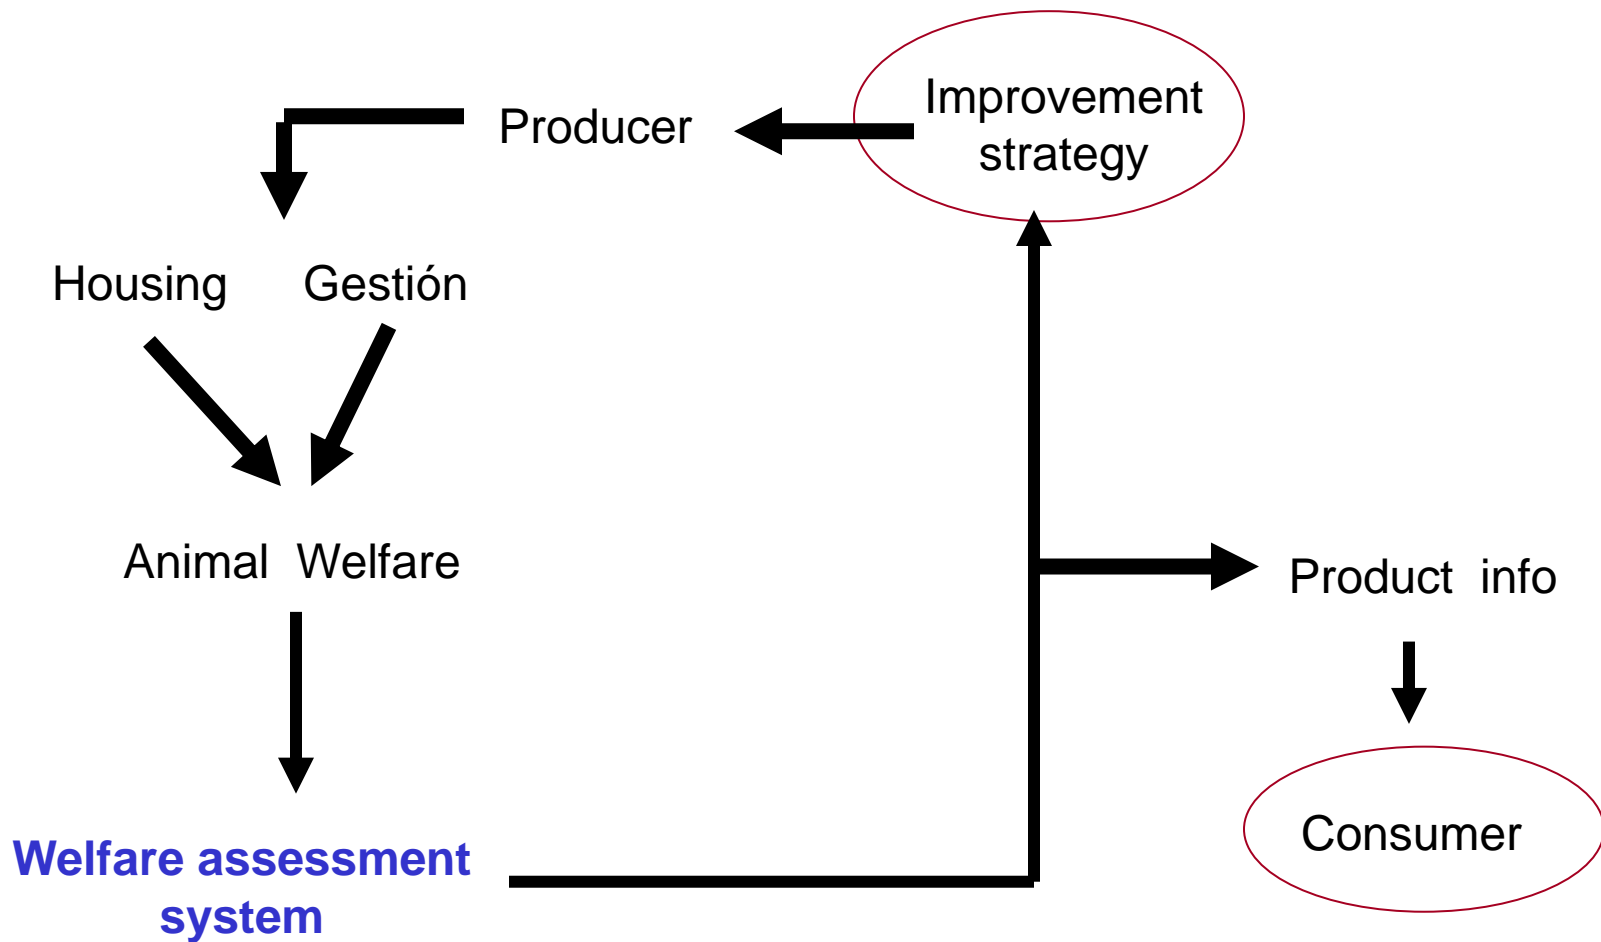 Improvement
strategy
Producer
Housing Gestión
Animal Welfare
Product info
Consumer
Welfare assessment
system